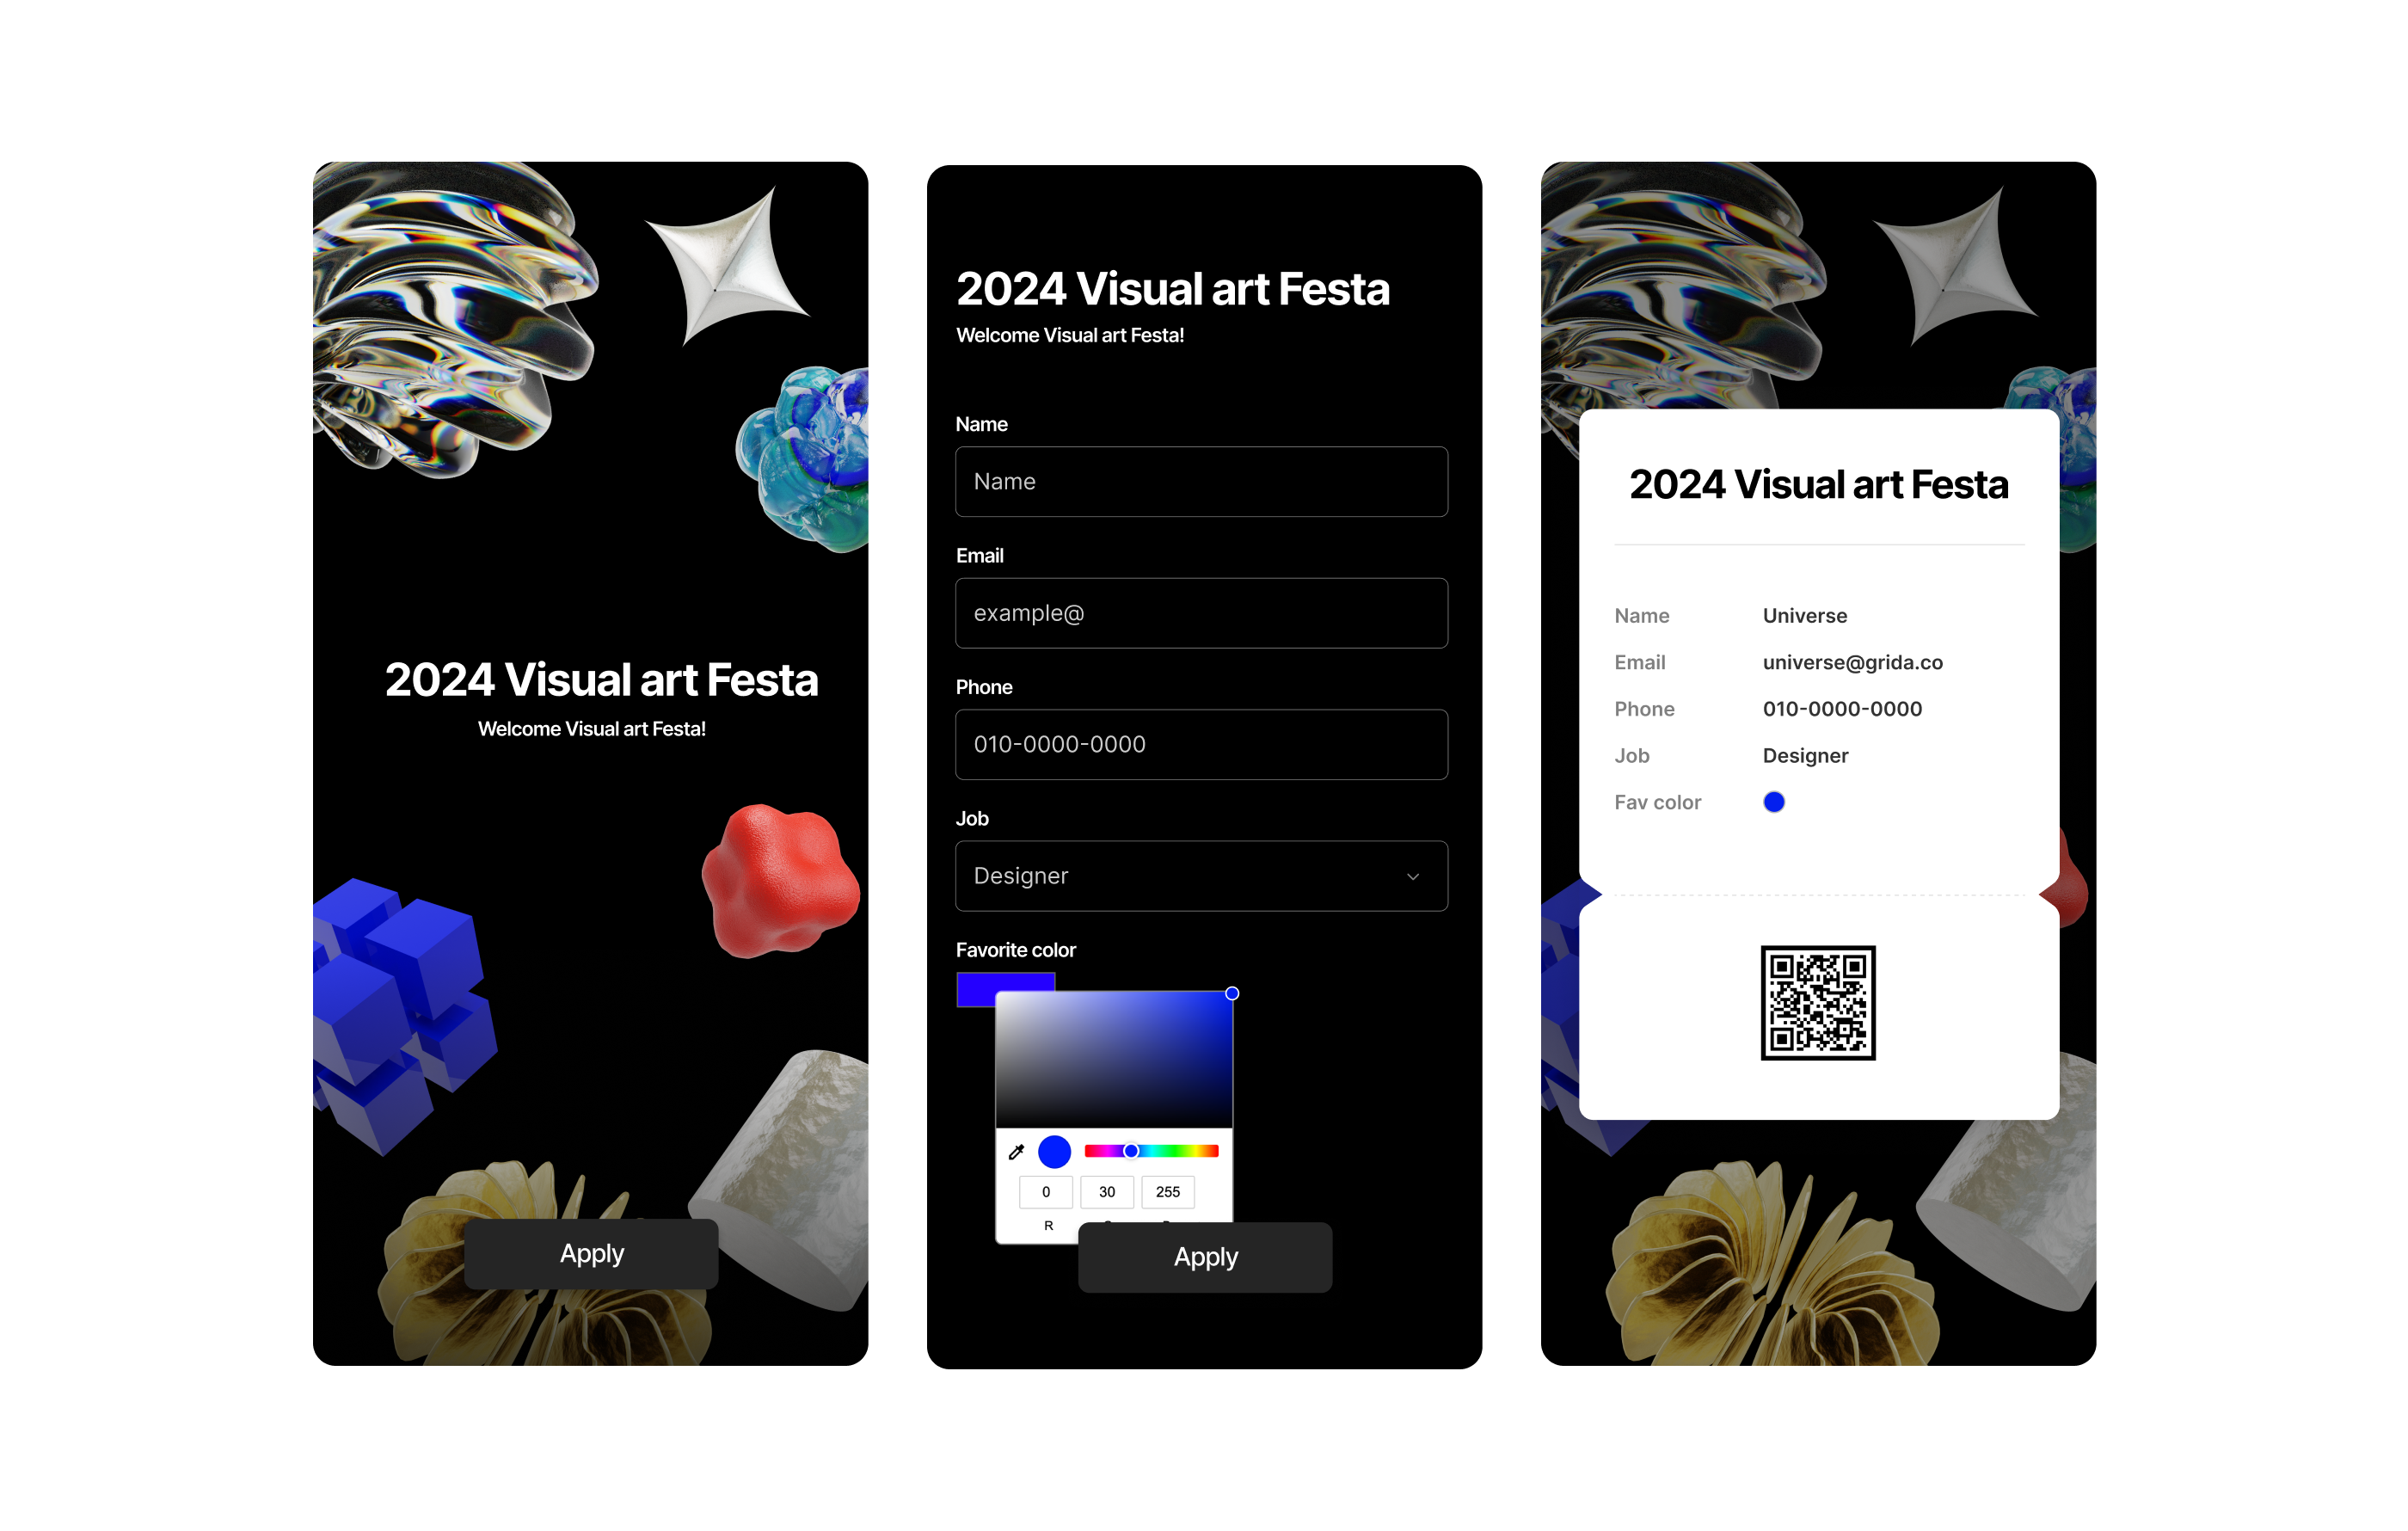 2024 Visual art Festa
Welcome Visual art Festa!
Apply
2024 Visual art Festa
Welcome Visual art Festa!
Name
Name
Email
example@
Phone
010-0000-0000
Job
Designer
Favorite color
0 30 255
R
Apply
2024 Visual art Festa
Name Universe
Email universe@grida.co
Phone 010-0000-0000
Job Designer
Fav color